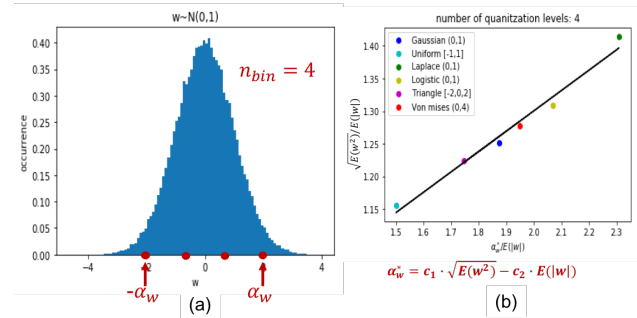 w~N(0,1)
n_bin = 4
occurrence
0.40
0.35
0.30
0.25
0.20
0.15
0.10
0.05
0.00
−4
−2
0
2
4
w
-α_w
α_w
(a)
number of quanitzation levels: 4
Gaussian (0,1)
Uniform [-1,1]
Laplace (0,1)
Logistic (0,1)
Triangle [-2,0,2]
Von mises (0,4)
√E(w²)/E(|w|)
1.40
1.35
1.30
1.25
1.20
1.15
1.5
1.6
1.7
1.8
1.9
2.0
2.1
2.2
2.3
α*_w/E(|w|)
α*_w = c₁ · √E(w²) − c₂ · E(|w|)
(b)